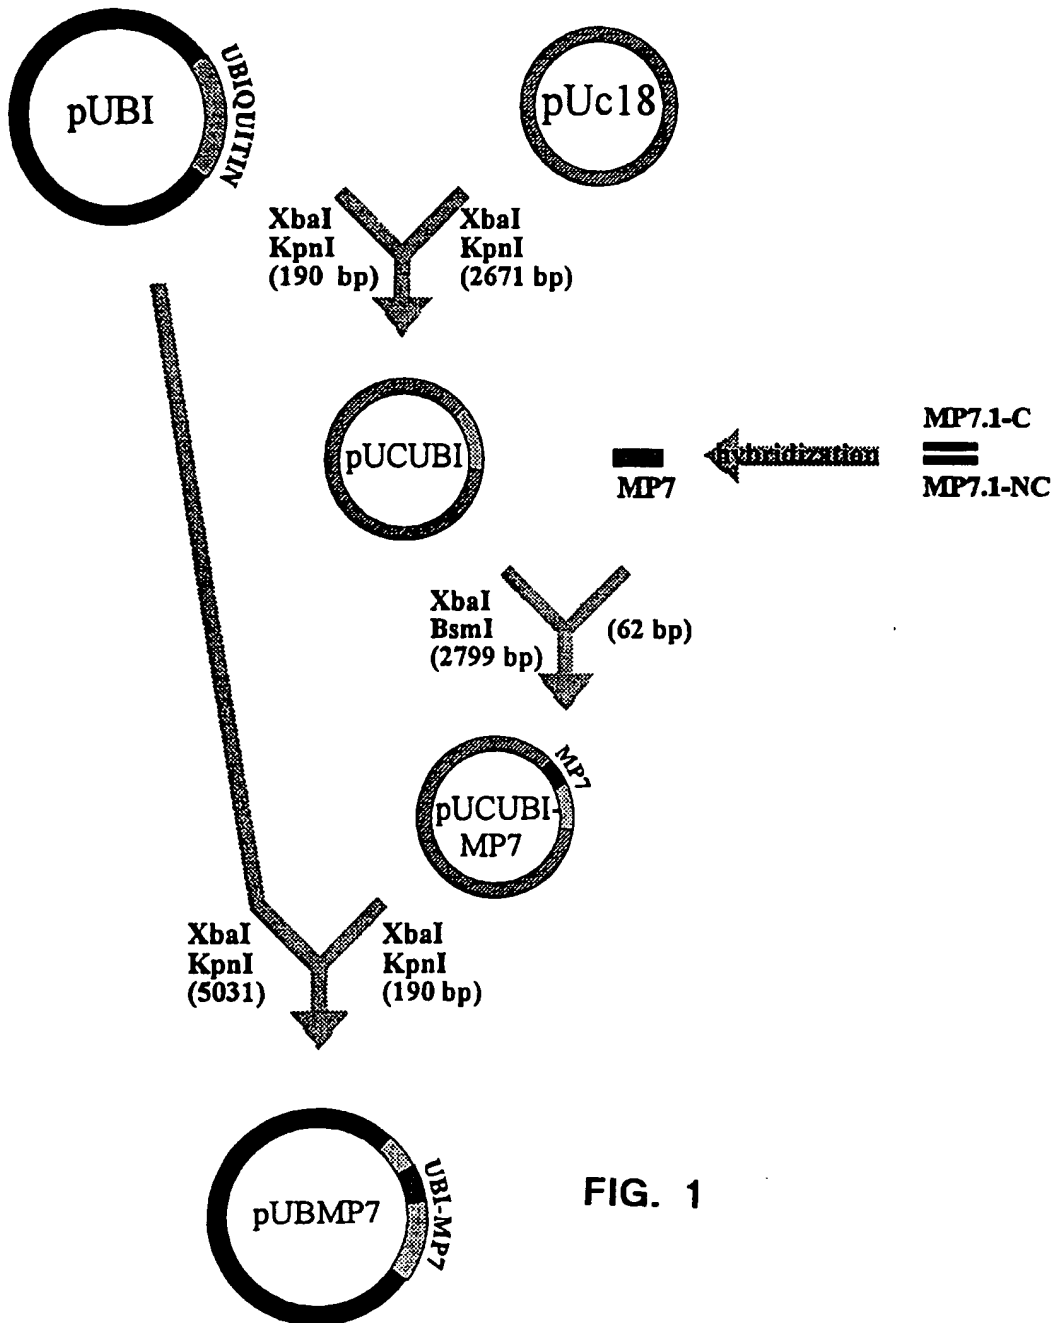 pUBI
UBIQUITIN
pUc18
XbaI
KpnI
(190 bp)
XbaI
KpnI
(2671 bp)
pUCUBI
MP7
hybridization
MP7.1-C
MP7.1-NC
XbaI
BsmI
(2799 bp)
(62 bp)
MP7
pUCUBI-
MP7
XbaI
KpnI
(5031)
XbaI
KpnI
(190 bp)
pUBMP7
UBI-MP7
FIG. 1